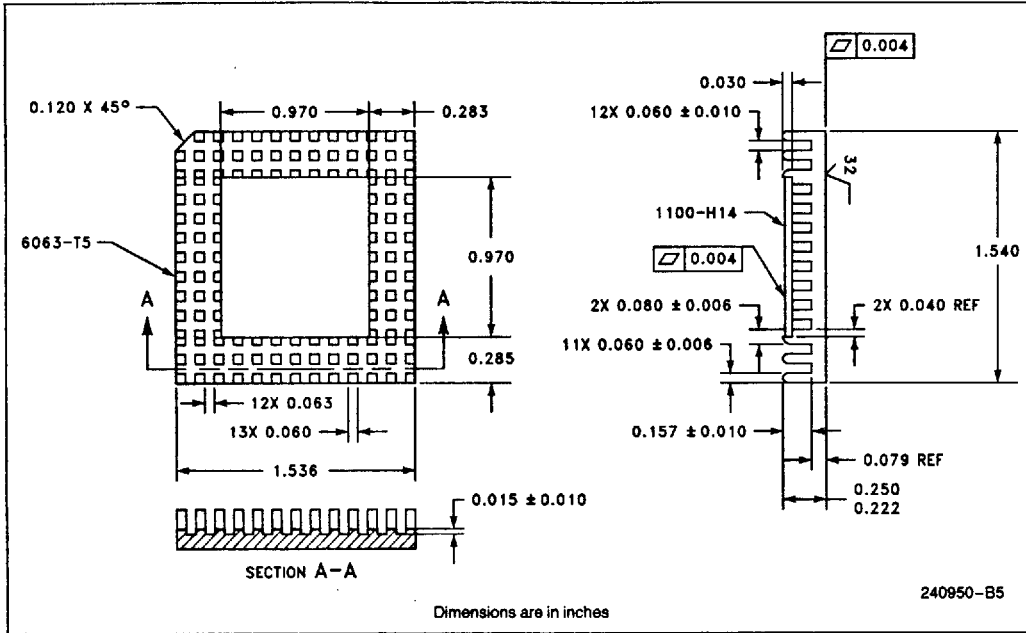 ▱ 0.004
0.030
0.120 X 45°
0.970
0.283
12X 0.060 ± 0.010
32
1100-H14
6063-T5
0.970
1.540
▱ 0.004
A
A
2X 0.080 ± 0.006
2X 0.040 REF
11X 0.060 ± 0.006
0.285
12X 0.063
13X 0.060
0.157 ± 0.010
0.079 REF
1.536
0.250
0.222
0.015 ± 0.010
SECTION A-A
240950-B5
Dimensions are in inches